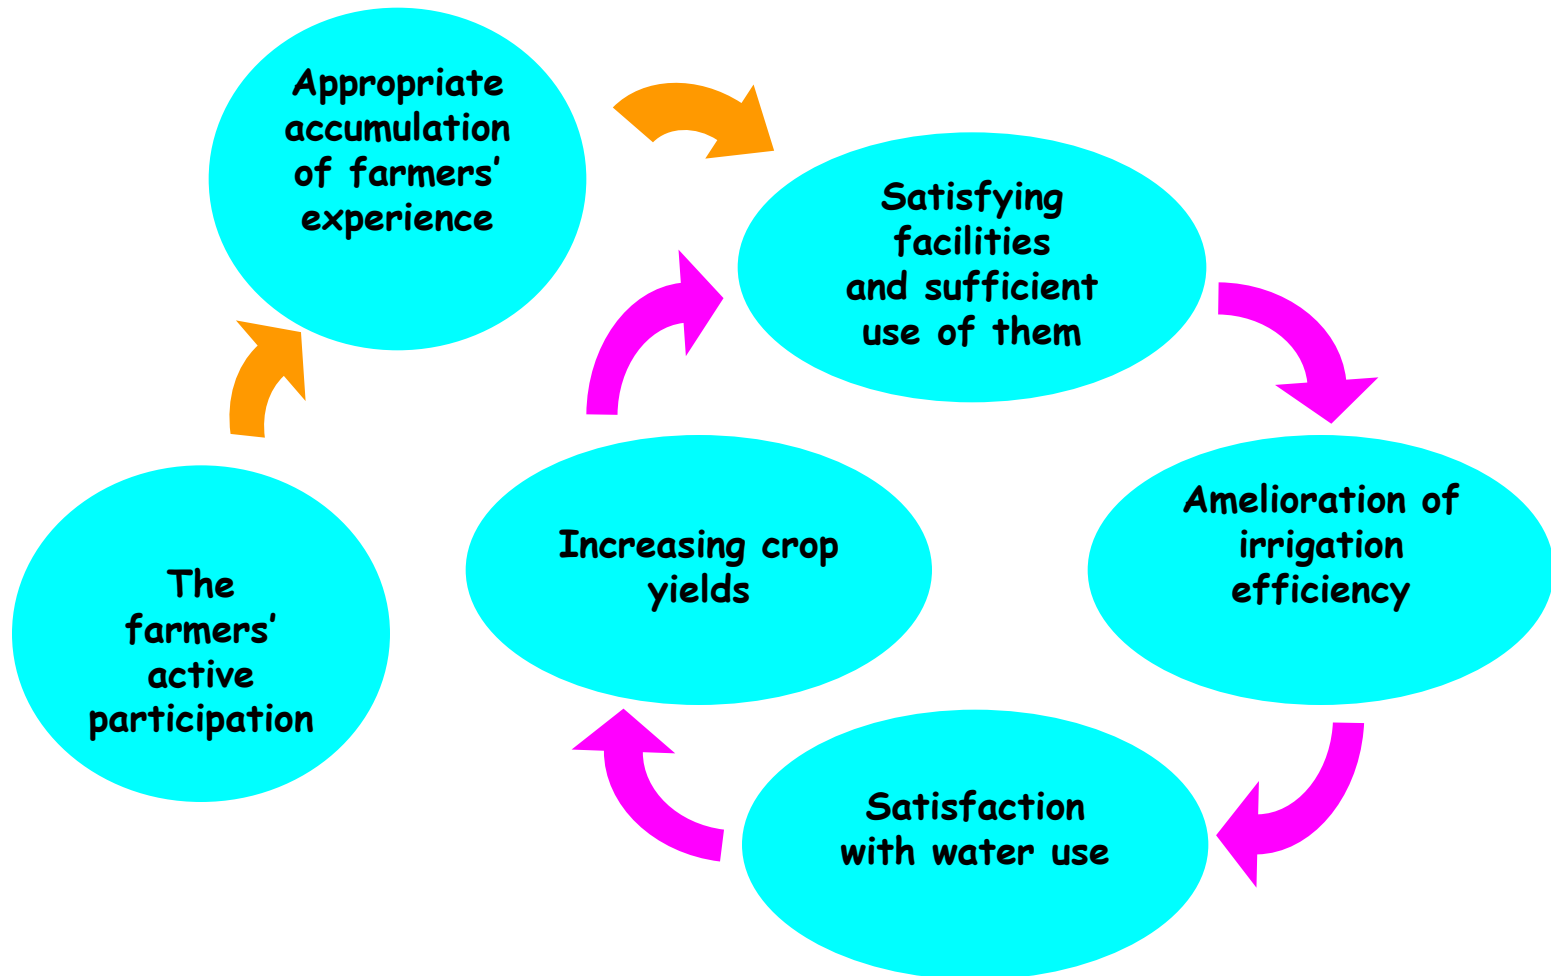 Appropriate
accumulation
of farmers’
experience
Satisfying
facilities
and sufficient
use of them
Amelioration of
irrigation
efficiency
Increasing crop
yields
The
farmers’
active
participation
Satisfaction
with water use